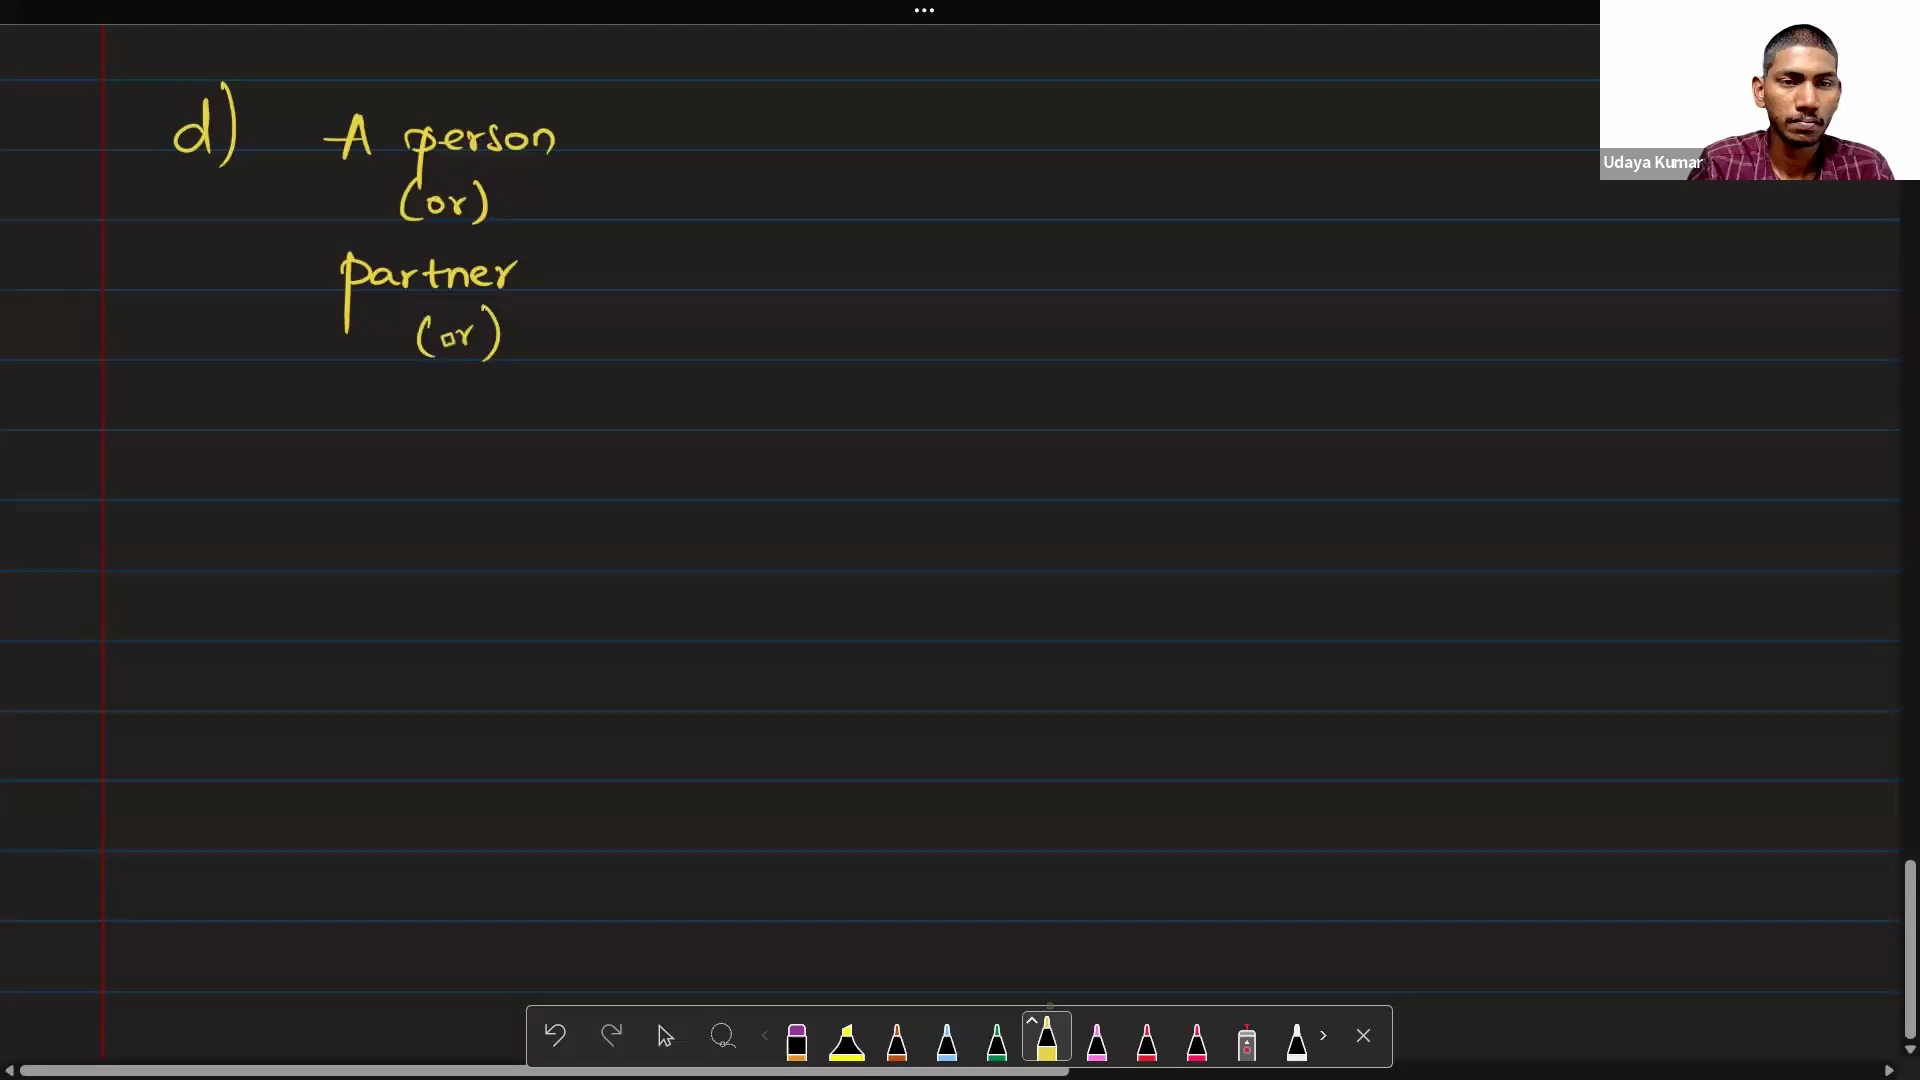 Udaya Kumar
d) A person
(or)
partner
(or)